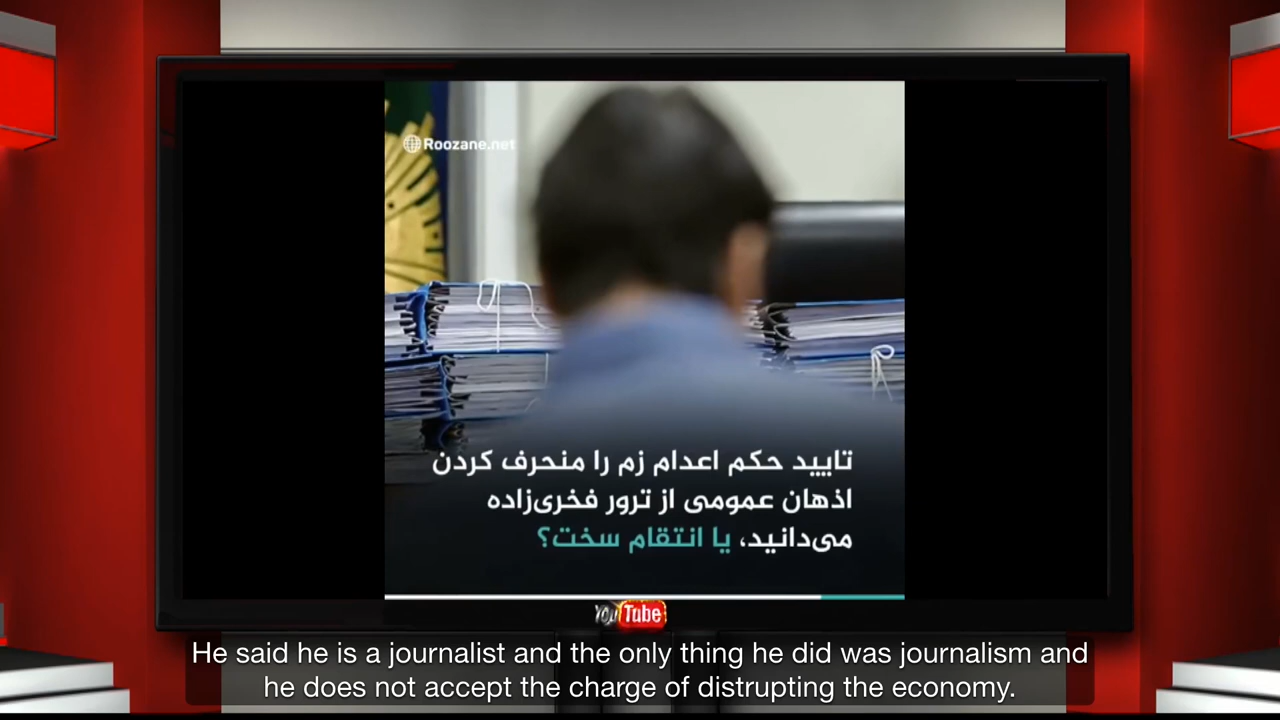 Roozane.net
تایید حکم اعدام زم را منحرف کردن
اذهان عمومی از ترور فخری‌زاده
می‌دانید، یا انتقام سخت؟
YouTube
He said he is a journalist and the only thing he did was journalism and
he does not accept the charge of distrupting the economy.